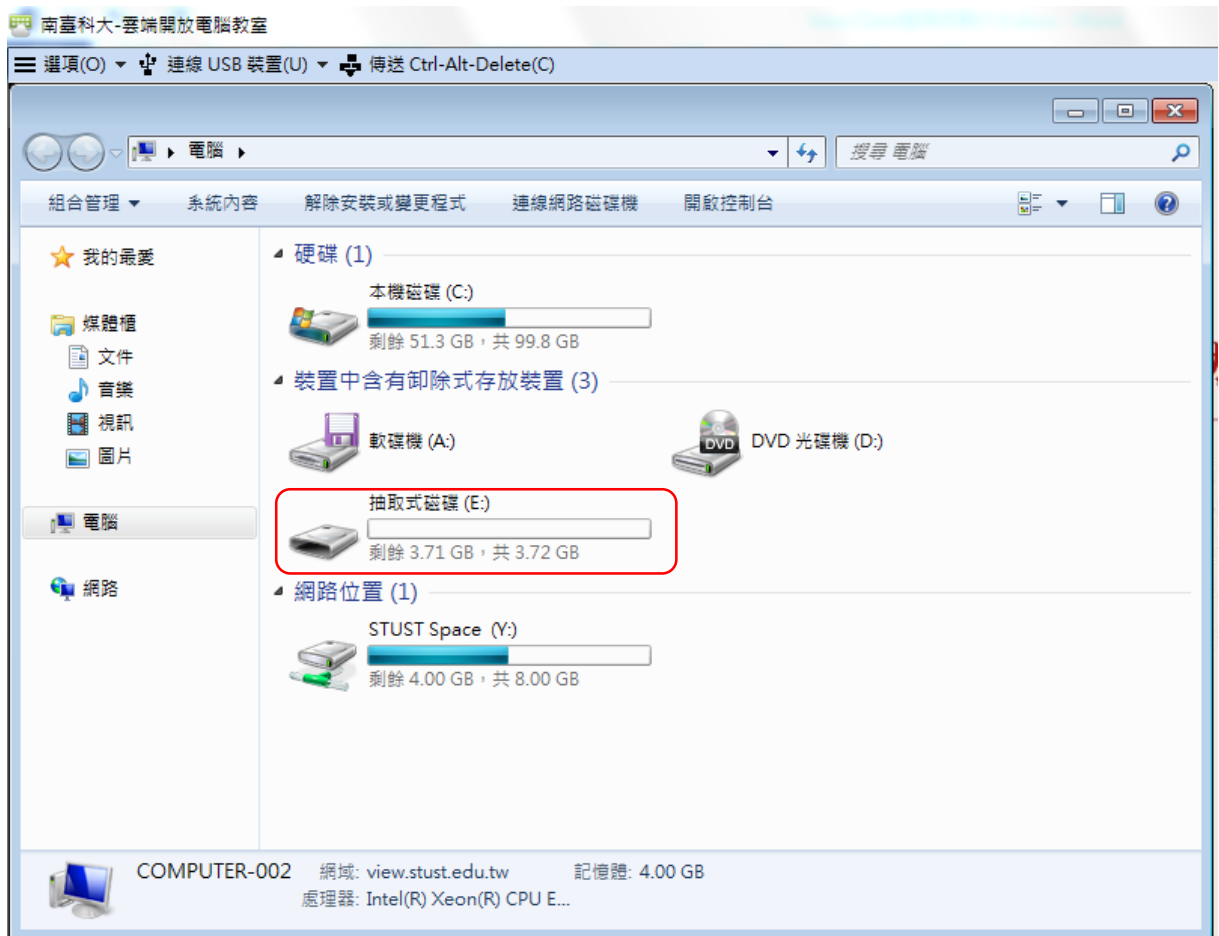 南臺科大-雲端開放電腦教室
選項(O) 連線 USB 裝置(U) 傳送 Ctrl-Alt-Delete(C)
電腦 搜尋 電腦
組合管理 系統內容 解除安裝或變更程式 連線網路磁碟機 開啟控制台
我的最愛
媒體櫃
文件
音樂
視訊
圖片
電腦
網路
硬碟 (1)
本機磁碟 (C:)
剩餘 51.3 GB，共 99.8 GB
裝置中含有卸除式存放裝置 (3)
軟碟機 (A:)
DVD
DVD 光碟機 (D:)
抽取式磁碟 (E:)
剩餘 3.71 GB，共 3.72 GB
網路位置 (1)
STUST Space (Y:)
剩餘 4.00 GB，共 8.00 GB
COMPUTER-002 網域: view.stust.edu.tw 記憶體: 4.00 GB
處理器: Intel(R) Xeon(R) CPU E...